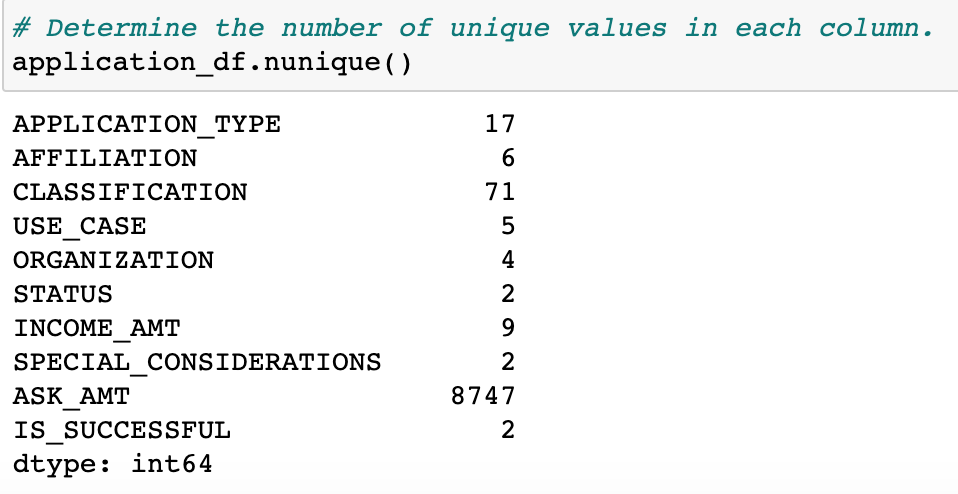 # Determine the number of unique values in each column.
application_df.nunique()
APPLICATION_TYPE 17
AFFILIATION 6
CLASSIFICATION 71
USE_CASE 5
ORGANIZATION 4
STATUS 2
INCOME_AMT 9
SPECIAL_CONSIDERATIONS 2
ASK_AMT 8747
IS_SUCCESSFUL 2
dtype: int64